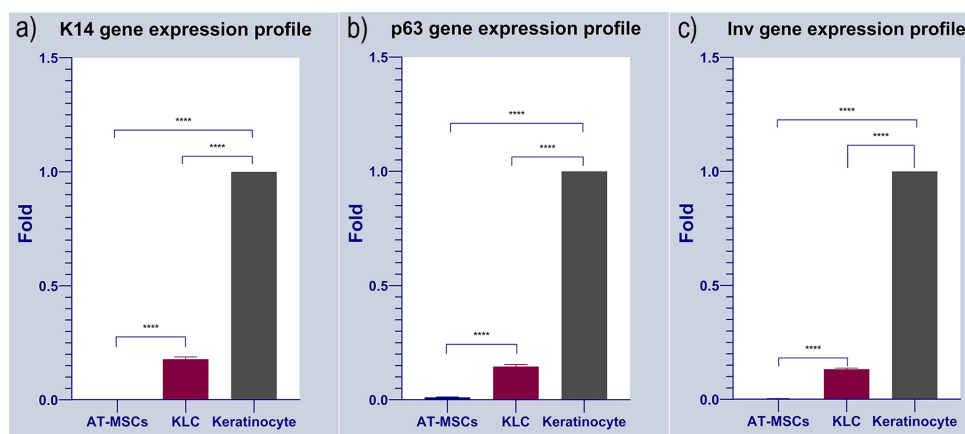 a) K14 gene expression profile
1.5
1.0
0.5
0.0
Fold
****
****
****
AT-MSCs KLC Keratinocyte
b) p63 gene expression profile
1.5
1.0
0.5
0.0
Fold
****
****
****
AT-MSCs KLC Keratinocyte
c) Inv gene expression profile
1.5
1.0
0.5
0.0
Fold
****
****
****
AT-MSCs KLC Keratinocyte